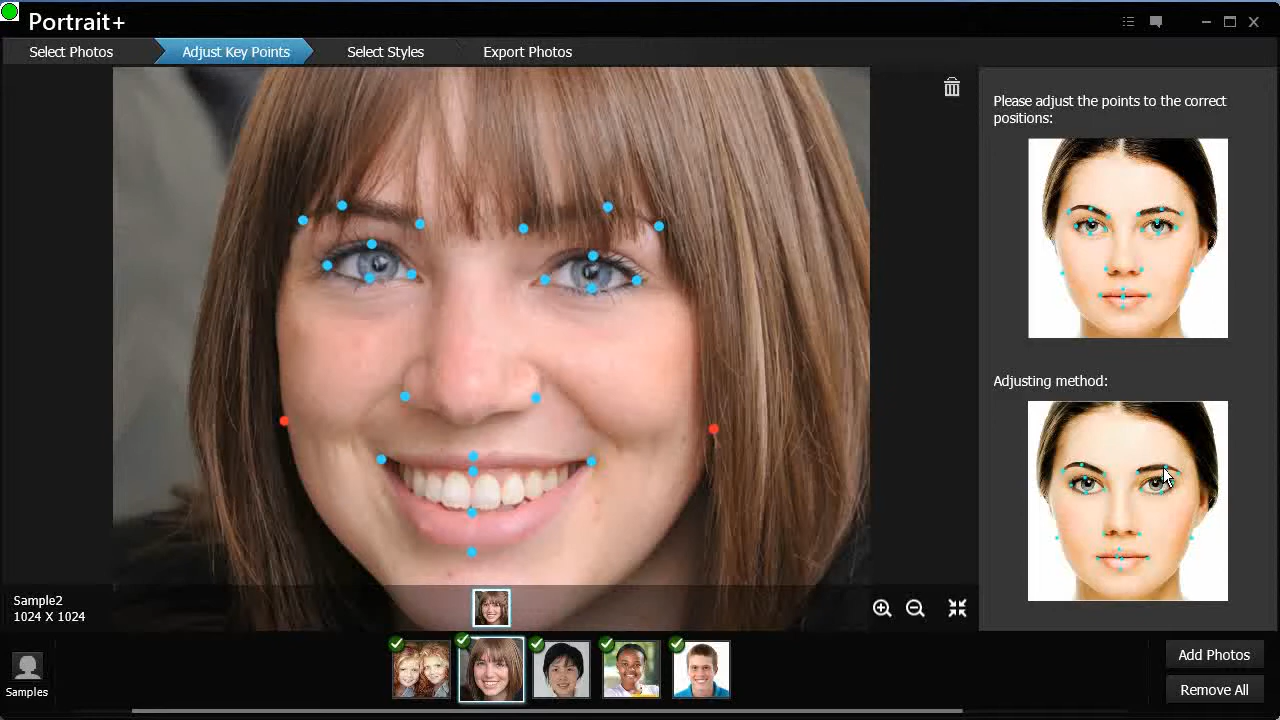 Portrait+
Select Photos
Adjust Key Points
Select Styles
Export Photos
Please adjust the points to the correct
positions:
Adjusting method:
Sample2
1024 X 1024
Samples
Add Photos
Remove All